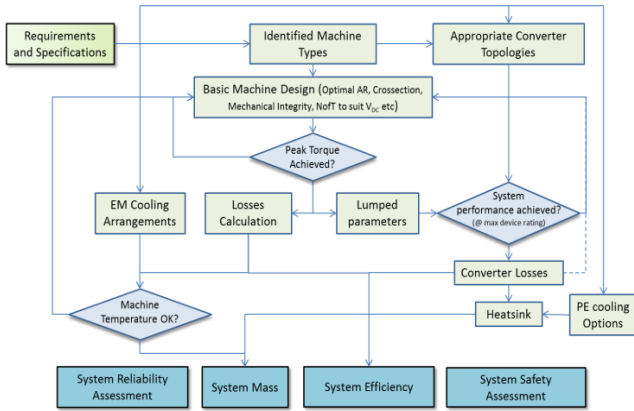 Requirements
and Specifications
Identified Machine
Types
Appropriate Converter
Topologies
Basic Machine Design (Optimal AR, Crossection,
Mechanical Integrity, NofT to suit VDC etc)
Peak Torque
Achieved?
EM Cooling
Arrangements
Losses
Calculation
Lumped
parameters
System
performance achieved?
(@ max device rating)
Converter Losses
Machine
Temperature OK?
Heatsink
PE cooling
Options
System Reliability
Assessment
System Mass
System Efficiency
System Safety
Assessment